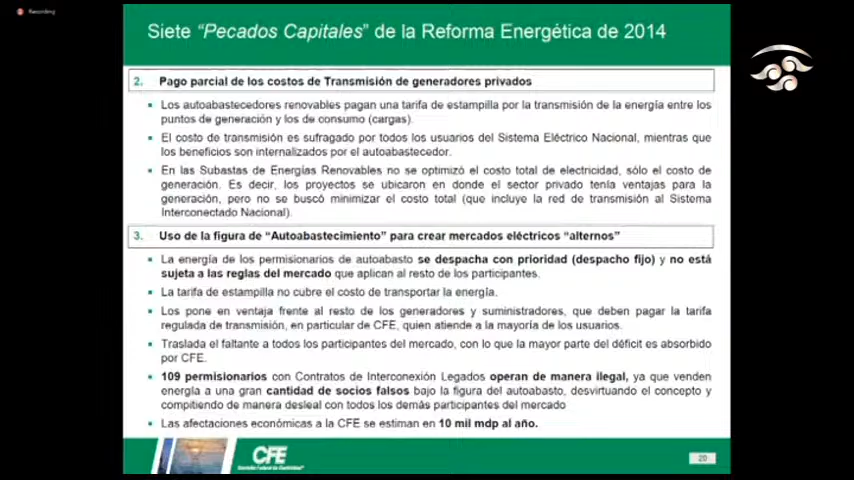 Recording
Siete “Pecados Capitales” de la Reforma Energética de 2014
2. Pago parcial de los costos de Transmisión de generadores privados
Los autoabastecedores renovables pagan una tarifa de estampilla por la transmisión de la energía entre los
puntos de generación y los de consumo (cargas).
El costo de transmisión es sufragado por todos los usuarios del Sistema Eléctrico Nacional, mientras que
los beneficios son internalizados por el autoabastecedor.
En las Subastas de Energías Renovables no se optimizó el costo total de electricidad, sólo el costo de
generación. Es decir, los proyectos se ubicaron en donde el sector privado tenía ventajas para la
generación, pero no se buscó minimizar el costo total (que incluye la red de transmisión al Sistema
Interconectado Nacional).
3. Uso de la figura de “Autoabastecimiento” para crear mercados eléctricos “alternos”
La energía de los permisionarios de autoabasto se despacha con prioridad (despacho fijo) y no está
sujeta a las reglas del mercado que aplican al resto de los participantes.
La tarifa de estampilla no cubre el costo de transportar la energía.
Los pone en ventaja frente al resto de los generadores y suministradores, que deben pagar la tarifa
regulada de transmisión, en particular de CFE, quien atiende a la mayoría de los usuarios.
Traslada el faltante a todos los participantes del mercado, con lo que la mayor parte del déficit es absorbido
por CFE.
109 permisionarios con Contratos de Interconexión Legados operan de manera ilegal, ya que venden
energía a una gran cantidad de socios falsos bajo la figura del autoabasto, desvirtuando el concepto y
compitiendo de manera desleal con todos los demás participantes del mercado
Las afectaciones económicas a la CFE se estiman en 10 mil mdp al año.
CFE
Comisión Federal de Electricidad
20